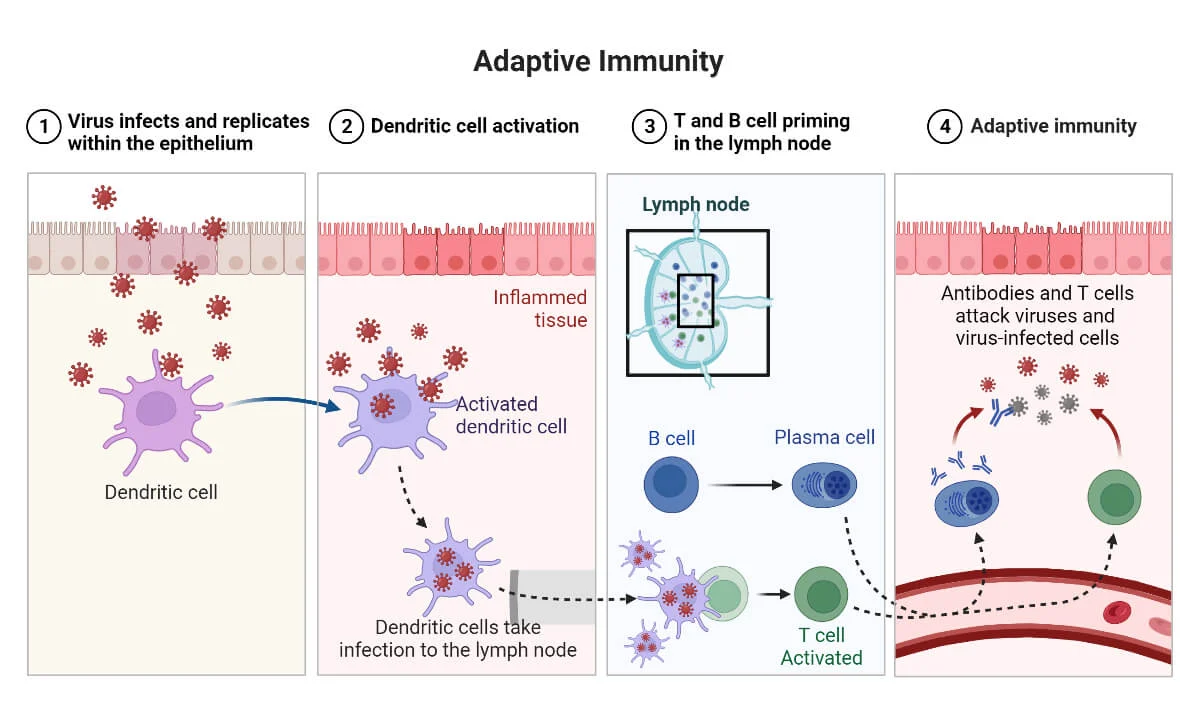 Adaptive Immunity
1
Virus infects and replicates
within the epithelium
2
Dendritic cell activation
3
T and B cell priming
in the lymph node
4
Adaptive immunity
Dendritic cell
Inflammed
tissue
Activated
dendritic cell
Dendritic cells take
infection to the lymph node
Lymph node
B cell
Plasma cell
T cell
Activated
Antibodies and T cells
attack viruses and
virus-infected cells